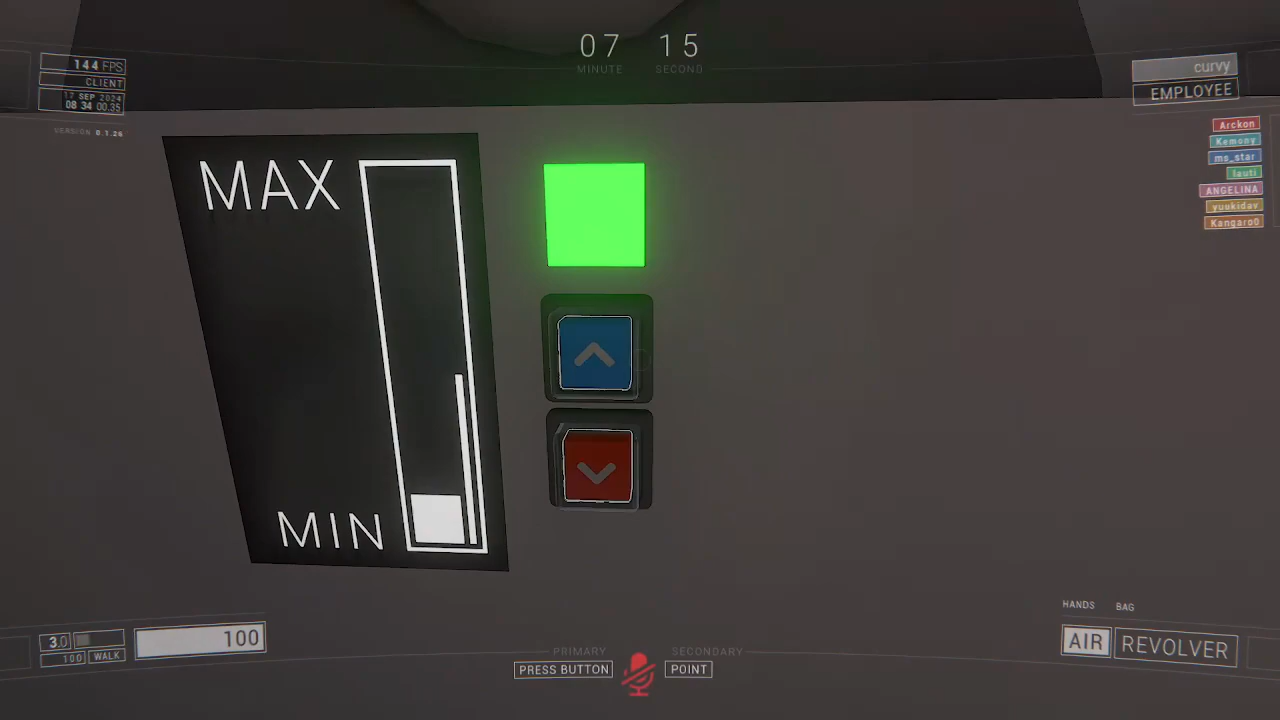 07 15
MINUTE SECOND
144 FPS
CLIENT
17 SEP 2024
08 34 00.35
VERSION 0.1.26
curvy
EMPLOYEE
Arckon
Kemony
ms_star
lauti
ANGELINA
yuukidav
Kangaro0
MAX
MIN
3.0
100 WALK
100
PRIMARY SECONDARY
PRESS BUTTON POINT
HANDS BAG
AIR REVOLVER